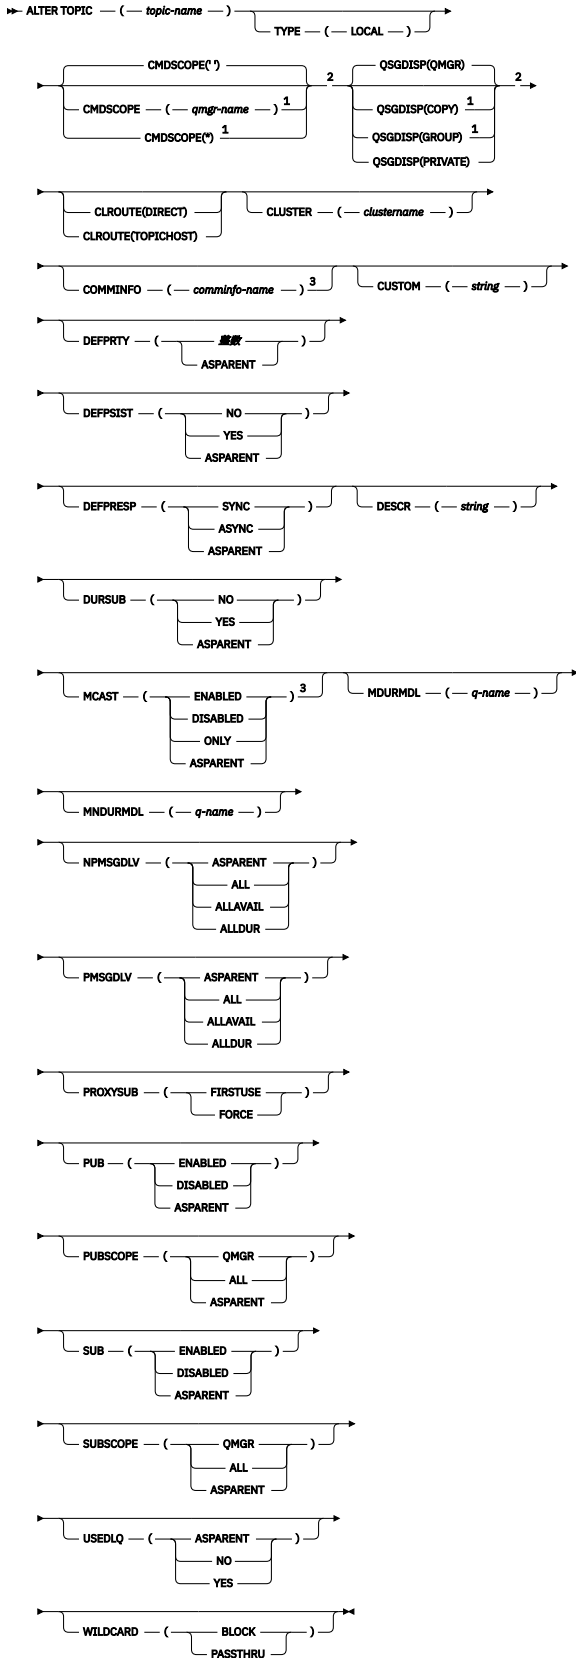 ALTER TOPIC ( topic-name )
TYPE ( LOCAL )
CMDSCOPE(' ')
CMDSCOPE ( qmgr-name ) 1
CMDSCOPE(*) 1
2
QSGDISP(QMGR)
QSGDISP(COPY) 1
QSGDISP(GROUP) 1
QSGDISP(PRIVATE)
2
CLROUTE(DIRECT)
CLROUTE(TOPICHOST)
CLUSTER ( clustername )
COMMINFO ( comminfo-name ) 3
CUSTOM ( string )
DEFPRTY ( 整数 )
ASPARENT
DEFPSIST ( NO )
YES
ASPARENT
DEFPRESP ( SYNC )
ASYNC
ASPARENT
DESCR ( string )
DURSUB ( NO )
YES
ASPARENT
MCAST ( ENABLED ) 3
DISABLED
ONLY
ASPARENT
MDURMDL ( q-name )
MNDURMDL ( q-name )
NPMSGDLV ( ASPARENT )
ALL
ALLAVAIL
ALLDUR
PMSGDLV ( ASPARENT )
ALL
ALLAVAIL
ALLDUR
PROXYSUB ( FIRSTUSE )
FORCE
PUB ( ENABLED )
DISABLED
ASPARENT
PUBSCOPE ( QMGR )
ALL
ASPARENT
SUB ( ENABLED )
DISABLED
ASPARENT
SUBSCOPE ( QMGR )
ALL
ASPARENT
USEDLQ ( ASPARENT )
NO
YES
WILDCARD ( BLOCK )
PASSTHRU